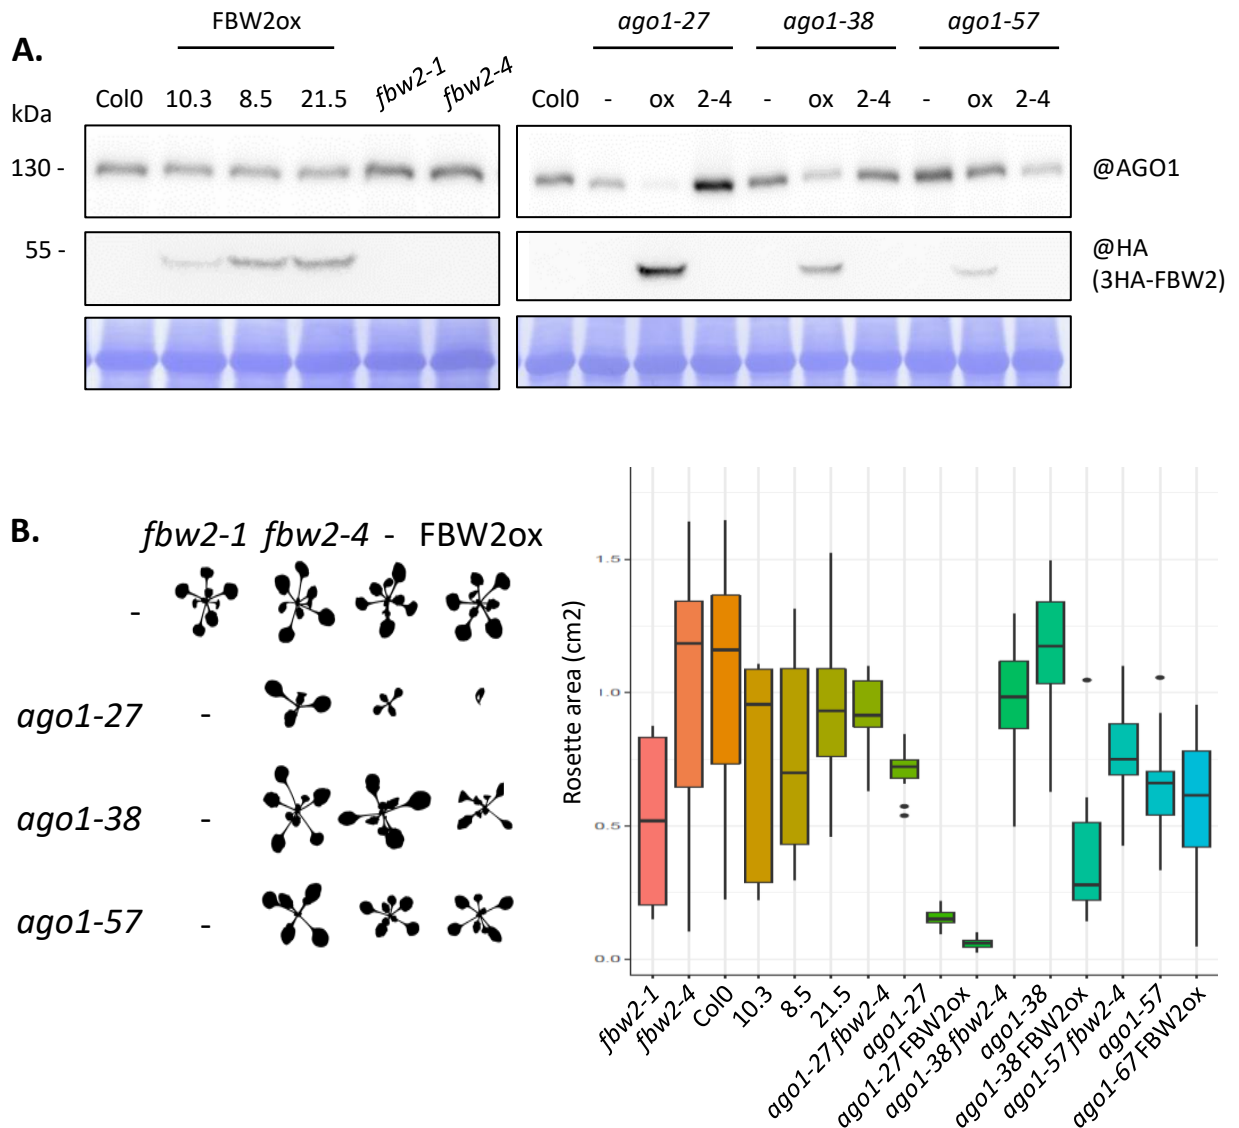 A.
FBW2ox
ago1-27 ago1-38 ago1-57
kDa
Col0 10.3 8.5 21.5 fbw2-1 fbw2-4
Col0 - ox 2-4 - ox 2-4 - ox 2-4
130 -
@AGO1
55 -
@HA
(3HA-FBW2)
B.
fbw2-1 fbw2-4 - FBW2ox
-
ago1-27 -
ago1-38 -
ago1-57 -
Rosette area (cm2)
1.5
1.0
0.5
0.0
fbw2-1
fbw2-4
Col0
10.3
8.5
21.5
ago1-27 fbw2-4
ago1-27
ago1-27 FBW2ox
ago1-38 fbw2-4
ago1-38
ago1-38 FBW2ox
ago1-57 fbw2-4
ago1-57
ago1-67 FBW2ox